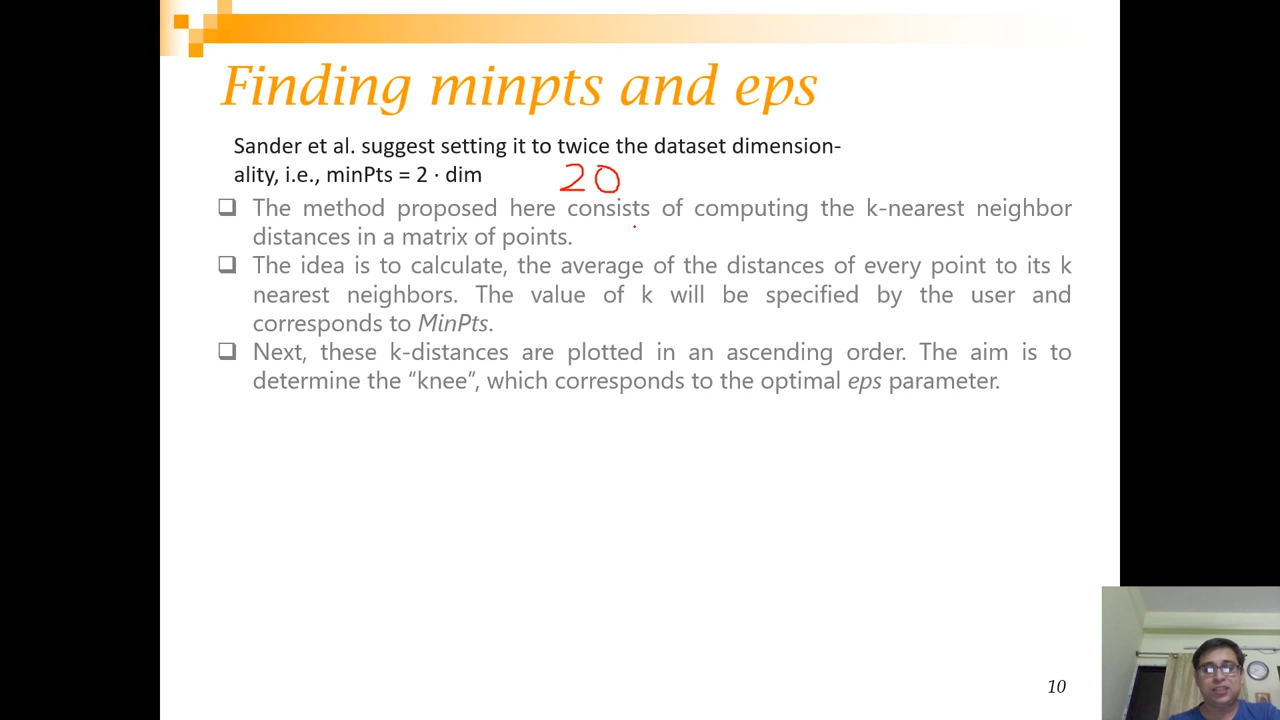 Finding minpts and eps
Sander et al. suggest setting it to twice the dataset dimension-
ality, i.e., minPts = 2 · dim
20
The method proposed here consists of computing the k-nearest neighbor
distances in a matrix of points.
The idea is to calculate, the average of the distances of every point to its k
nearest neighbors. The value of k will be specified by the user and
corresponds to MinPts.
Next, these k-distances are plotted in an ascending order. The aim is to
determine the “knee”, which corresponds to the optimal eps parameter.
10